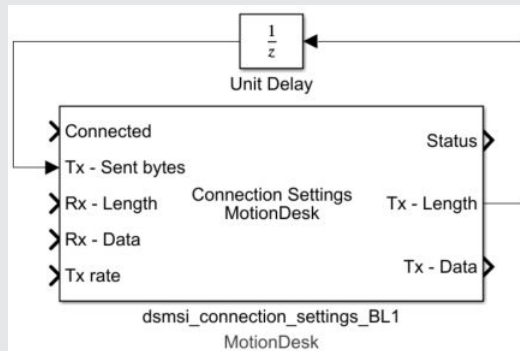 1
z
Unit Delay
Connected
Tx - Sent bytes
Rx - Length
Rx - Data
Tx rate
Connection Settings
MotionDesk
Status
Tx - Length
Tx - Data
dsmsi_connection_settings_BL1
MotionDesk